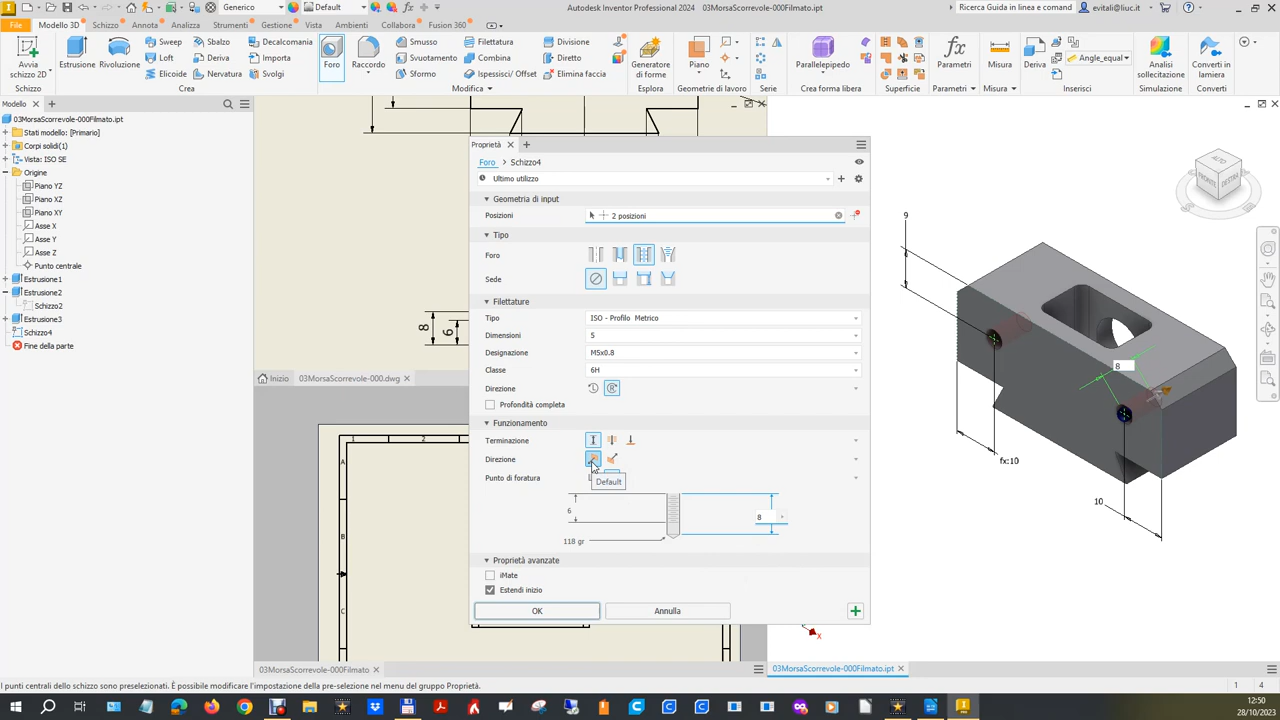 Generico
Default
Autodesk Inventor Professional 2024   03MorsaScorrevole-000Filmato.ipt
Ricerca Guida in linea e comandi
evitali@liuc.it
File
Modello 3D
Schizzo
Annota
Analizza
Strumenti
Gestione
Vista
Ambienti
Collabora
Fusion 360
Avvia
schizzo 2D
Estrusione
Rivoluzione
Sweep
Loft
Elicoide
Sbalzo
Deriva
Nervatura
Decalcomania
Importa
Svolgi
Foro
Raccordo
Smusso
Svuotamento
Sformo
Filettatura
Combina
Ispessisci/ Offset
Divisione
Diretto
Elimina faccia
Generatore
di forme
Piano
Parallelepipedo
Parametri
Misura
Deriva
Angle_equal
Analisi
sollecitazione
Converti in
lamiera
Schizzo
Crea
Modifica
Esplora
Geometrie di lavoro
Crea forma libera
Superficie
Parametri
Misura
Inserisci
Simulazione
Converti
Modello
03MorsaScorrevole-000Filmato.ipt
Stati modello: [Primario]
Corpi solidi(1)
Vista: ISO SE
Origine
Piano YZ
Piano XZ
Piano XY
Asse X
Asse Y
Asse Z
Punto centrale
Estrusione1
Estrusione2
Schizzo2
Estrusione3
Schizzo4
Fine della parte
8
6
Inizio
03MorsaScorrevole-000.dwg
1
2
A
B
C
03MorsaScorrevole-000Filmato
Proprietà
Foro > Schizzo4
Ultimo utilizzo
Geometria di input
Posizioni
2 posizioni
Tipo
Foro
Sede
Filettature
Tipo
ISO - Profilo Metrico
Dimensioni
5
Designazione
M5x0.8
Classe
6H
Direzione
Profondità completa
Funzionamento
Terminazione
Direzione
Default
Punto di foratura
6
8
118 gr
Proprietà avanzate
iMate
Estendi inizio
OK
Annulla
ALTO
FRONTE
DESTRA
9
8
fx:10
10
X
03MorsaScorrevole-000Filmato.ipt
I punti centrali dello schizzo sono preselezionati. È possibile modificare l'impostazione della pre-selezione nel menu del gruppo Proprietà.
1
4
12:50
28/10/2023